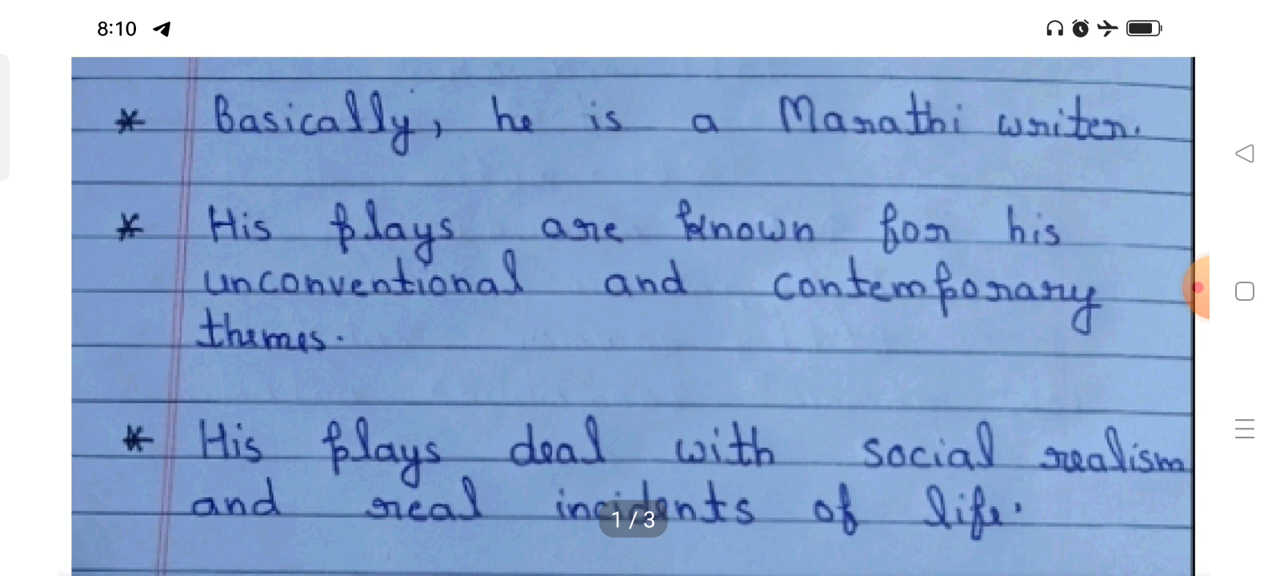 8:10
* Basically, he is a Marathi writer.
* His plays are known for his
unconventional and contemporary
themes.
* His plays deal with social realism
and real incidents of life.
1 / 3